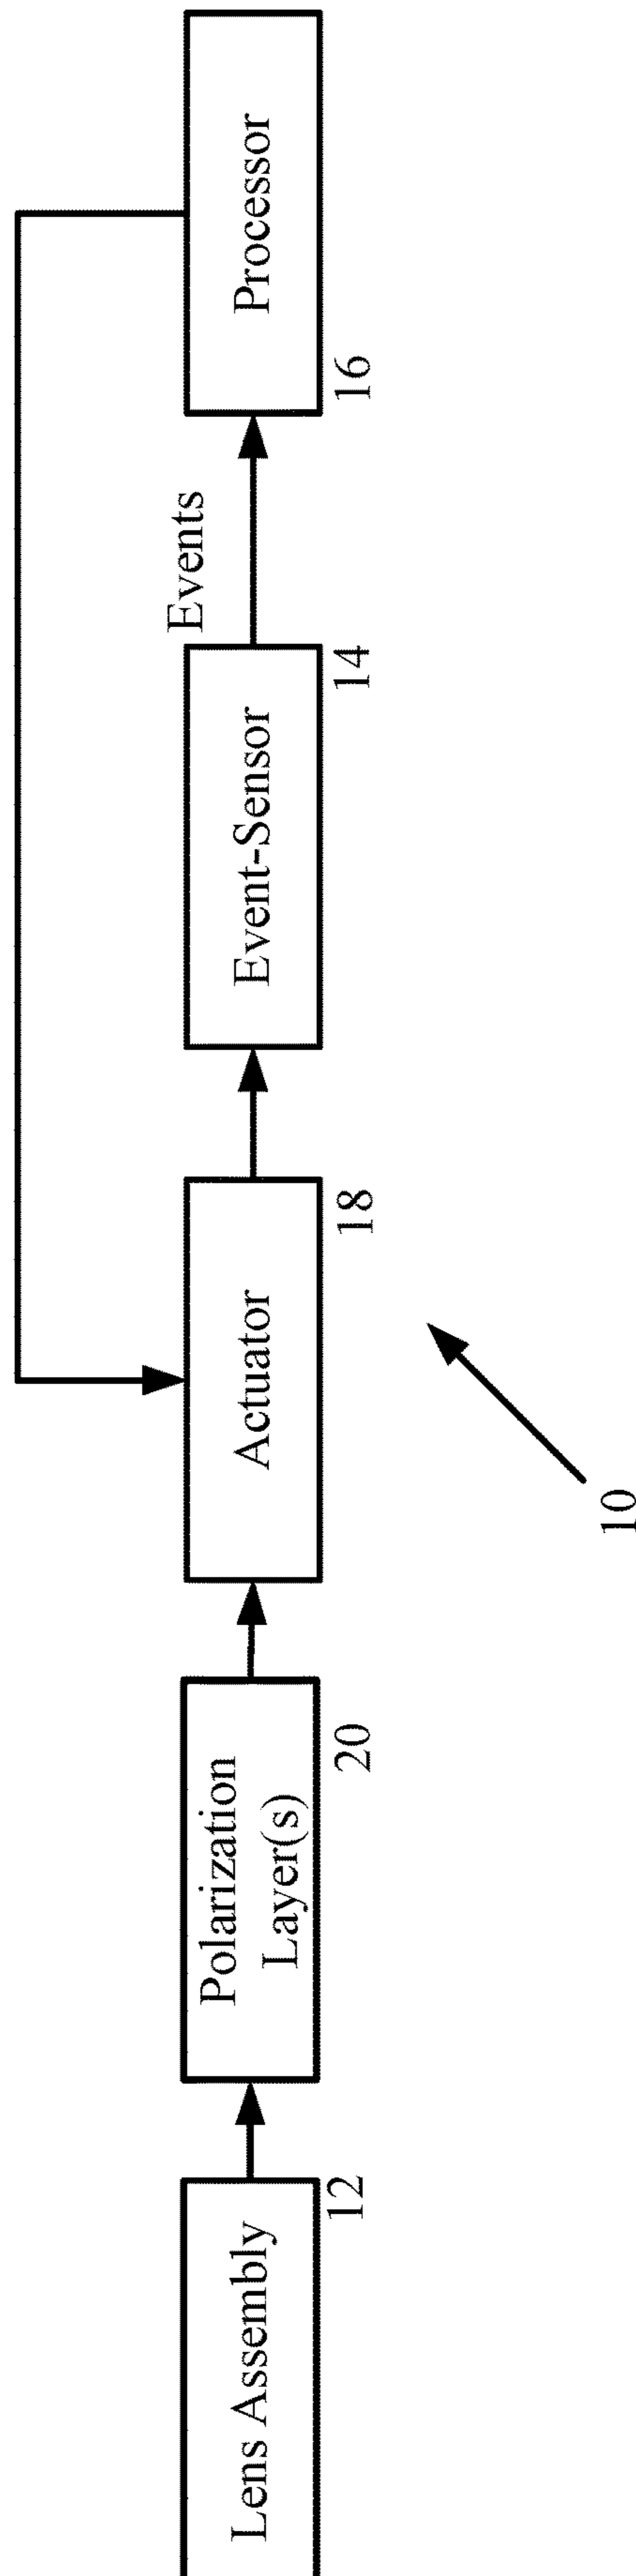 Lens Assembly
12
Polarization
Layer(s)
20
Actuator
18
Event-Sensor
14
Events
Processor
16
10